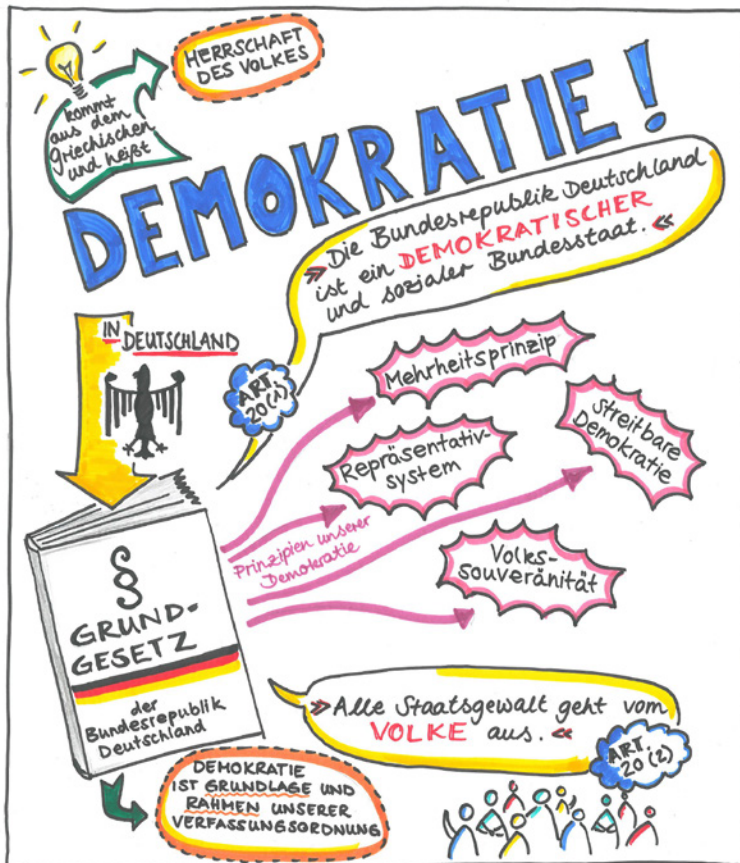 kommt
aus dem
griechischen
und heißt
HERRSCHAFT
DES VOLKES
DEMOKRATIE!
»Die Bundesrepublik Deutschland
ist ein DEMOKRATISCHER
und sozialer Bundesstaat.«
ART.
20(1)
IN
DEUTSCHLAND
§
GRUND-
GESETZ
der
Bundesrepublik
Deutschland
Prinzipien unserer
Demokratie
Mehrheitsprinzip
Repräsentativ-
system
streitbare
Demokratie
Volks-
souveränität
»Alle Staatsgewalt geht vom
VOLKE aus.«
ART.
20(2)
DEMOKRATIE
IST GRUNDLAGE UND
RAHMEN UNSERER
VERFASSUNGSORDNUNG